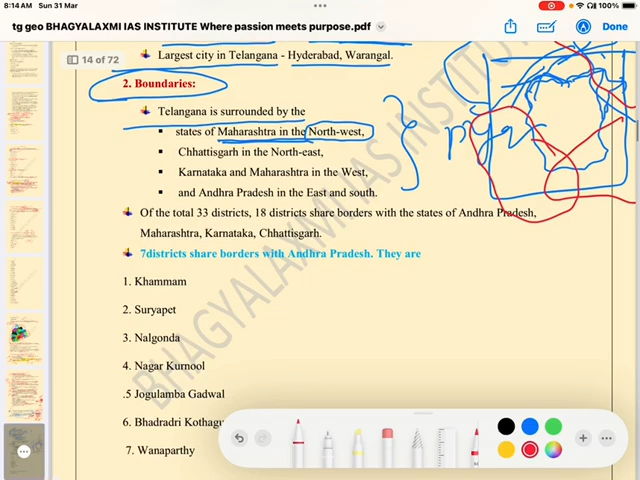 8:14 AM Sun 31 Mar
100%
tg geo BHAGYALAXMI IAS INSTITUTE Where passion meets purpose.pdf
Done
14 of 72
Largest city in Telangana - Hyderabad, Warangal.
2. Boundaries:
Telangana is surrounded by the
states of Maharashtra in the North-west,
Chhattisgarh in the North-east,
Karnataka and Maharashtra in the West,
and Andhra Pradesh in the East and south.
Of the total 33 districts, 18 districts share borders with the states of Andhra Pradesh,
Maharashtra, Karnataka, Chhattisgarh.
7districts share borders with Andhra Pradesh. They are
1. Khammam
2. Suryapet
3. Nalgonda
4. Nagar Kurnool
.5 Jogulamba Gadwal
6. Bhadradri Kothagu
7. Wanaparthy
BHAGYALAXMI IAS INSTITUTE